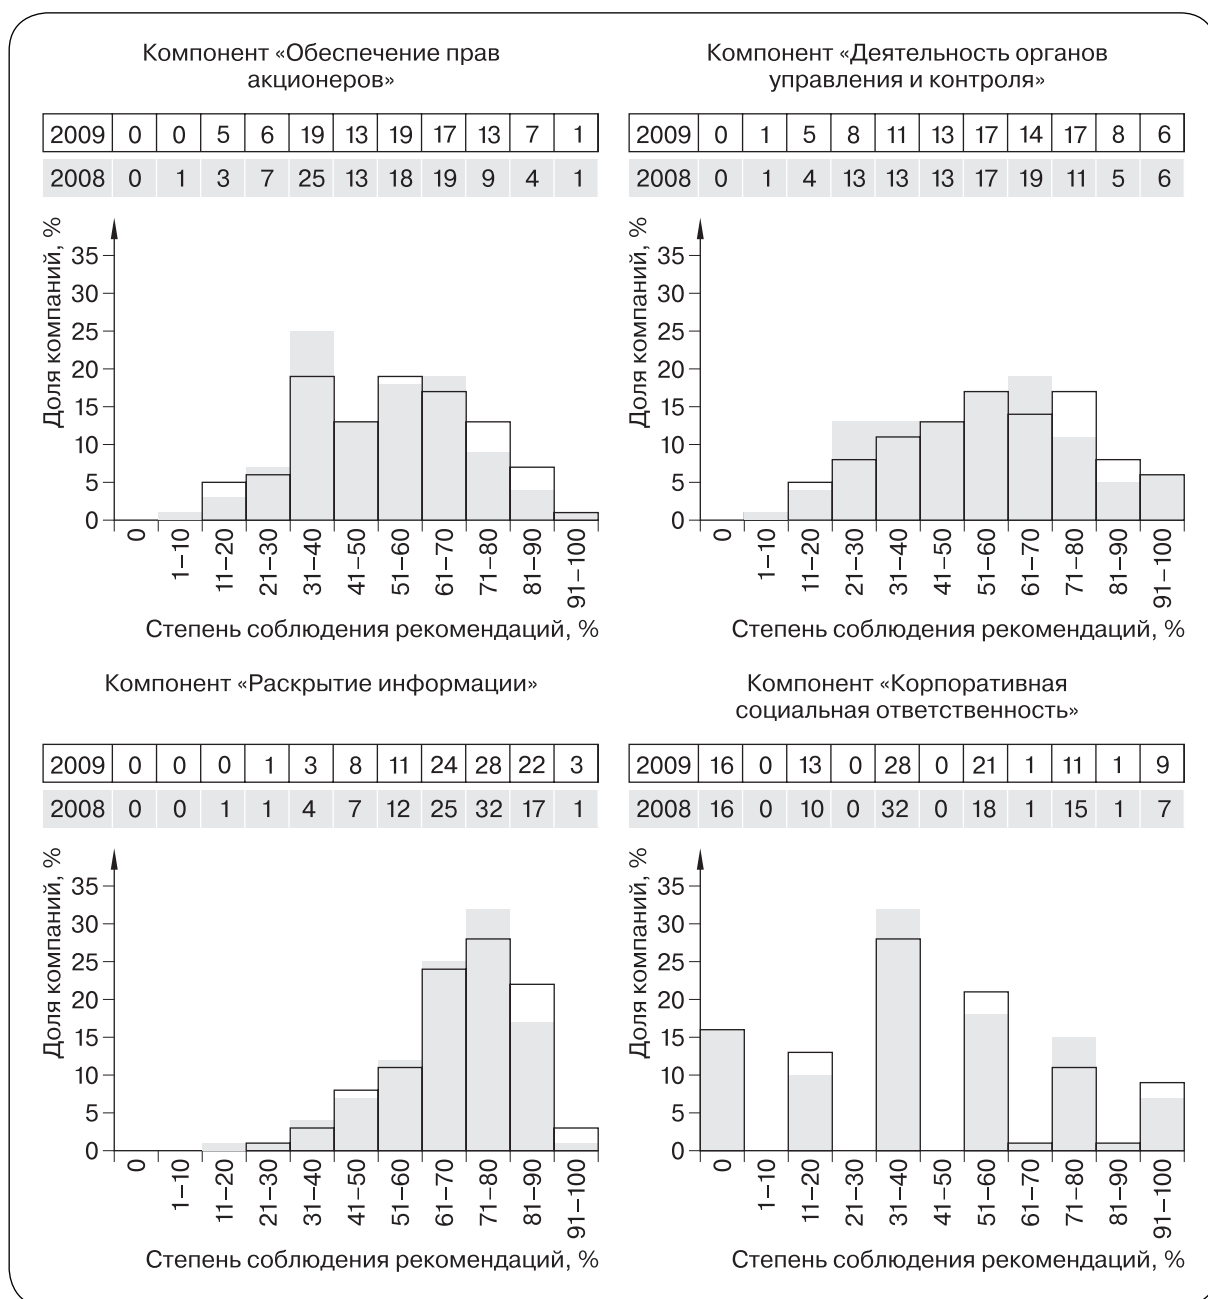 Компонент «Обеспечение прав
акционеров»
2009 0 0 5 6 19 13 19 17 13 7 1
2008 0 1 3 7 25 13 18 19 9 4 1
Доля компаний, %
35
30
25
20
15
10
5
0
0 1–10 11–20 21–30 31–40 41–50 51–60 61–70 71–80 81–90 91–100
Степень соблюдения рекомендаций, %
Компонент «Деятельность органов
управления и контроля»
2009 0 1 5 8 11 13 17 14 17 8 6
2008 0 1 4 13 13 13 17 19 11 5 6
Доля компаний, %
35
30
25
20
15
10
5
0
0 1–10 11–20 21–30 31–40 41–50 51–60 61–70 71–80 81–90 91–100
Степень соблюдения рекомендаций, %
Компонент «Раскрытие информации»
2009 0 0 0 1 3 8 11 24 28 22 3
2008 0 0 1 1 4 7 12 25 32 17 1
Доля компаний, %
35
30
25
20
15
10
5
0
0 1–10 11–20 21–30 31–40 41–50 51–60 61–70 71–80 81–90 91–100
Степень соблюдения рекомендаций, %
Компонент «Корпоративная
социальная ответственность»
2009 16 0 13 0 28 0 21 1 11 1 9
2008 16 0 10 0 32 0 18 1 15 1 7
Доля компаний, %
35
30
25
20
15
10
5
0
0 1–10 11–20 21–30 31–40 41–50 51–60 61–70 71–80 81–90 91–100
Степень соблюдения рекомендаций, %